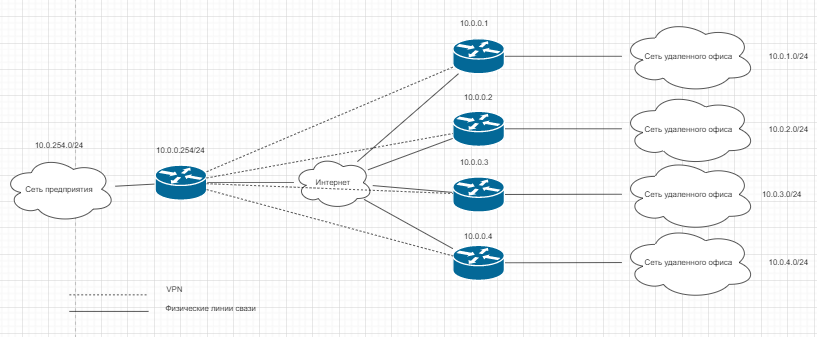 10.0.0.1
Сеть удаленного офиса
10.0.1.0/24
10.0.0.2
Сеть удаленного офиса
10.0.2.0/24
10.0.254.0/24
10.0.0.254/24
10.0.0.3
Сеть предприятия
Интернет
Сеть удаленного офиса
10.0.3.0/24
10.0.0.4
Сеть удаленного офиса
10.0.4.0/24
VPN
Физические линии свази